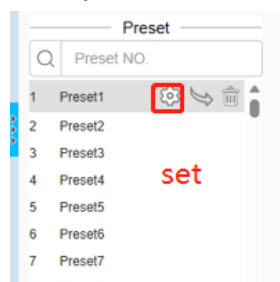 Preset
Preset NO.
1 Preset1
2 Preset2
3 Preset3
4 Preset4
5 Preset5
6 Preset6
7 Preset7
set